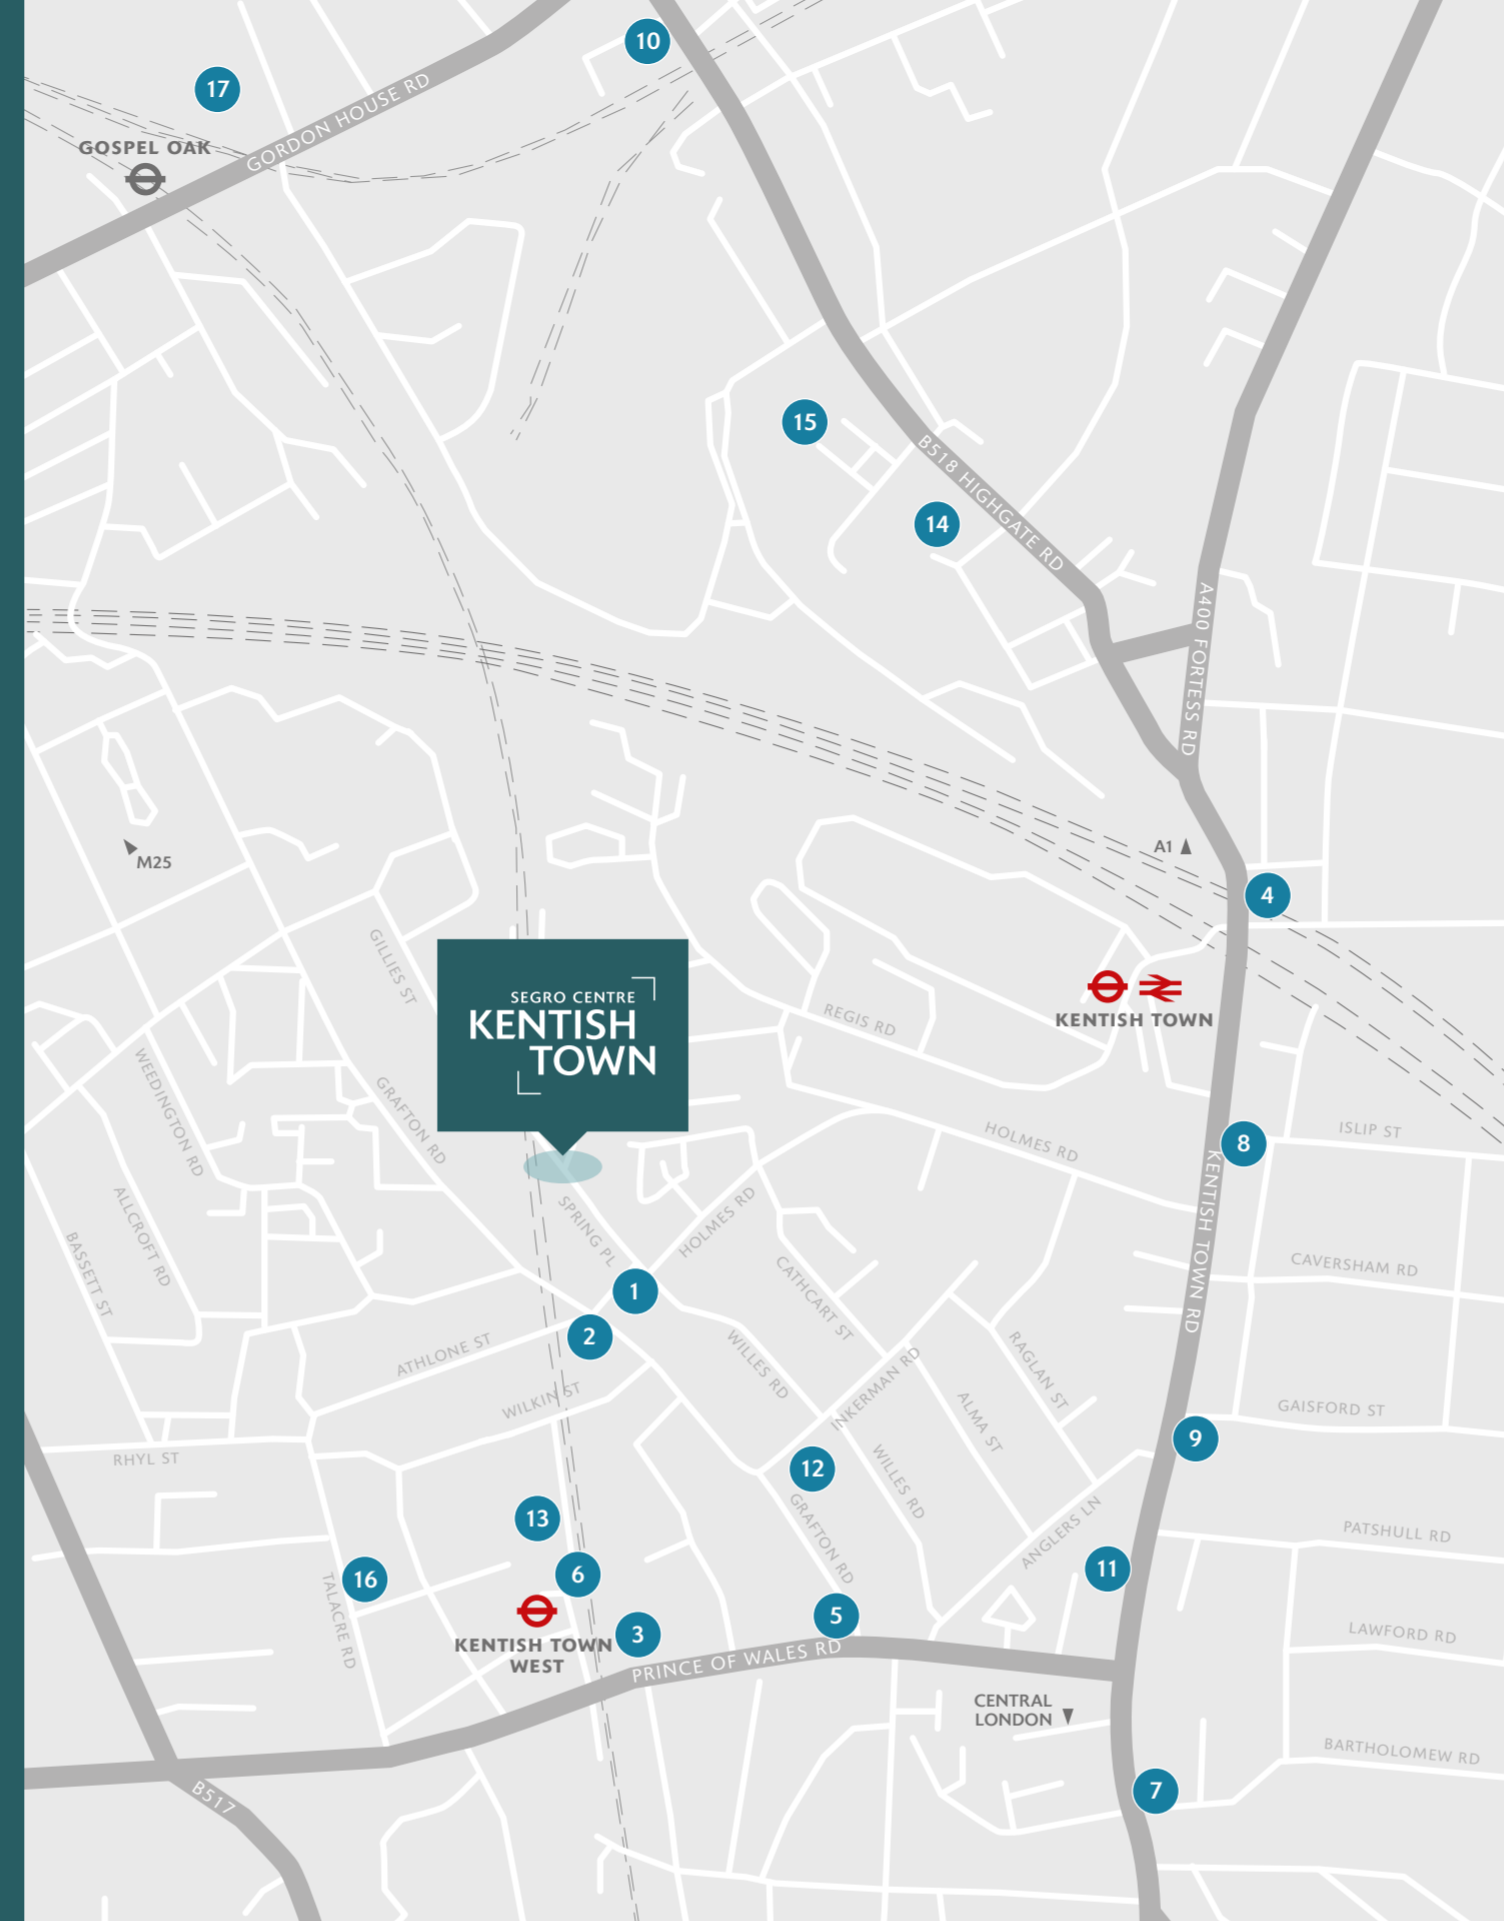 10
17
GORDON HOUSE RD
GOSPEL OAK
15
B518 HIGHGATE RD
14
A400 FORTESS RD
A1
M25
4
GILLIES ST
SEGRO CENTRE
KENTISH
TOWN
REGIS RD
KENTISH TOWN
WEEDINGTON RD
GRAFTON RD
HOLMES RD
ISLIP ST
8
KENTISH TOWN RD
ALLCROFT RD
BASSETT ST
SPRING PL
HOLMES RD
CATHCART ST
CAVERSHAM RD
1
2
ATHLONE ST
WILLES RD
INKERMAN RD
RAGLAN ST
WILKIN ST
ALMA ST
GAISFORD ST
9
RHYL ST
12
WILLES RD
GRAFTON RD
ANGLERS LN
PATSHULL RD
13
16
6
11
TALACRE RD
5
3
KENTISH TOWN
WEST
PRINCE OF WALES RD
LAWFORD RD
CENTRAL
LONDON
BARTHOLOMEW RD
B517
7